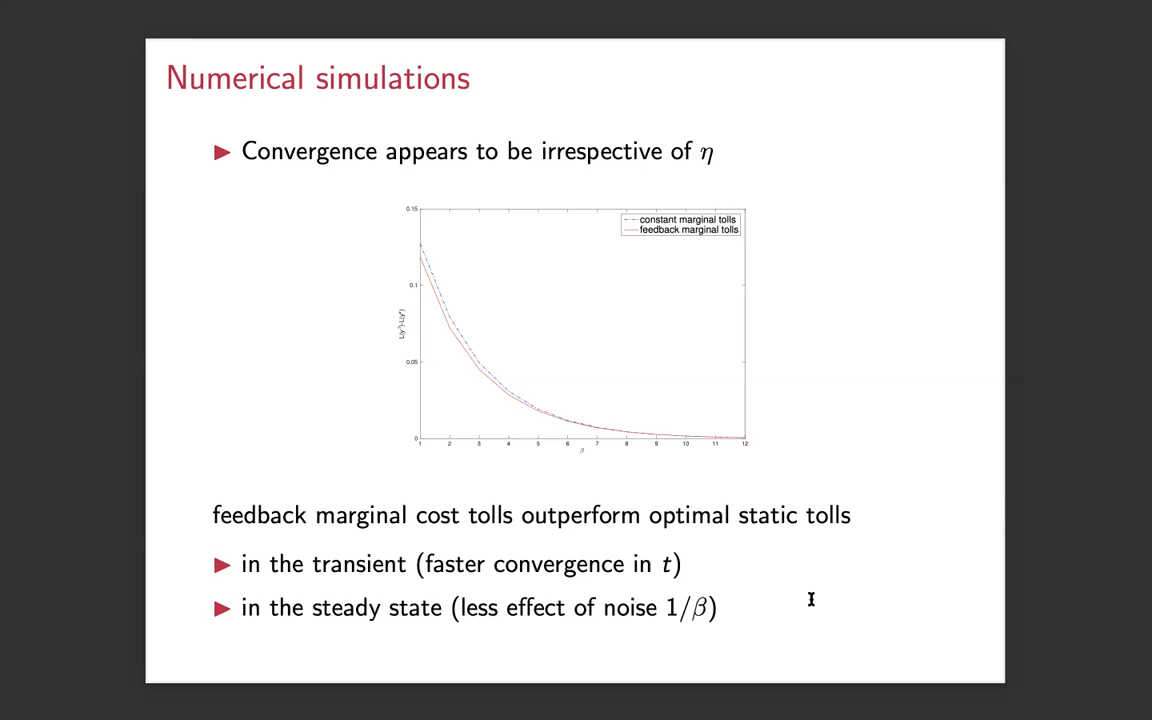 Numerical simulations
▶ Convergence appears to be irrespective of η
0.15
constant marginal tolls
feedback marginal tolls
0.1
0.05
0
1 2 3 4 5 6 7 8 9 10 11 12
β
feedback marginal cost tolls outperform optimal static tolls
▶ in the transient (faster convergence in t)
▶ in the steady state (less effect of noise 1/β)